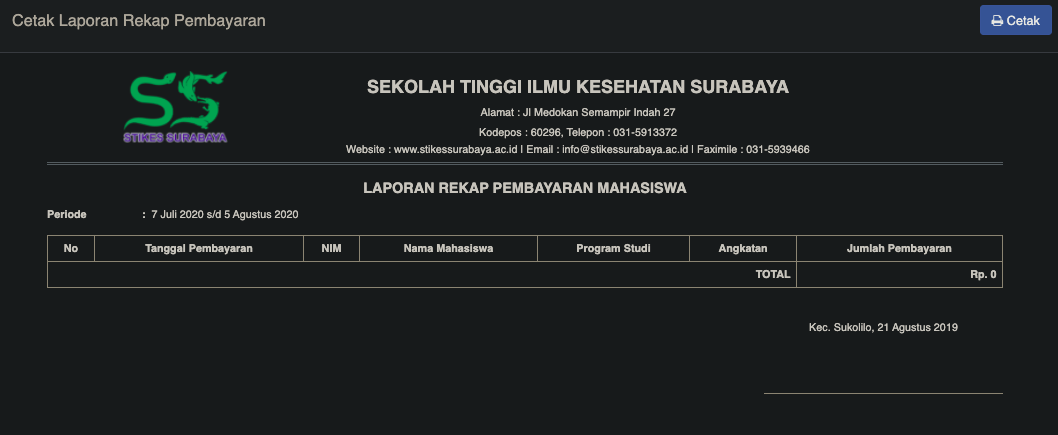 Cetak Laporan Rekap Pembayaran
Cetak
STIKES SURABAYA
SEKOLAH TINGGI ILMU KESEHATAN SURABAYA
Alamat : Jl Medokan Semampir Indah 27
Kodepos : 60296, Telepon : 031-5913372
Website : www.stikessurabaya.ac.id I Email : info@stikessurabaya.ac.id I Faximile : 031-5939466
LAPORAN REKAP PEMBAYARAN MAHASISWA
Periode : 7 Juli 2020 s/d 5 Agustus 2020
No Tanggal Pembayaran NIM Nama Mahasiswa Program Studi Angkatan Jumlah Pembayaran
TOTAL Rp. 0
Kec. Sukolilo, 21 Agustus 2019